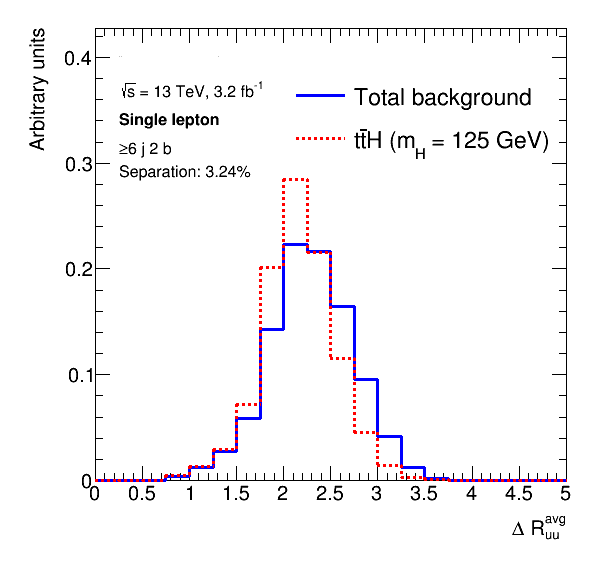 Arbitrary units
0.4
0.3
0.2
0.1
0
√s = 13 TeV, 3.2 fb⁻¹
Single lepton
≥6 j 2 b
Separation: 3.24%
Total background
tt̄H (m_H = 125 GeV)
0 0.5 1 1.5 2 2.5 3 3.5 4 4.5 5
Δ R_uu^avg